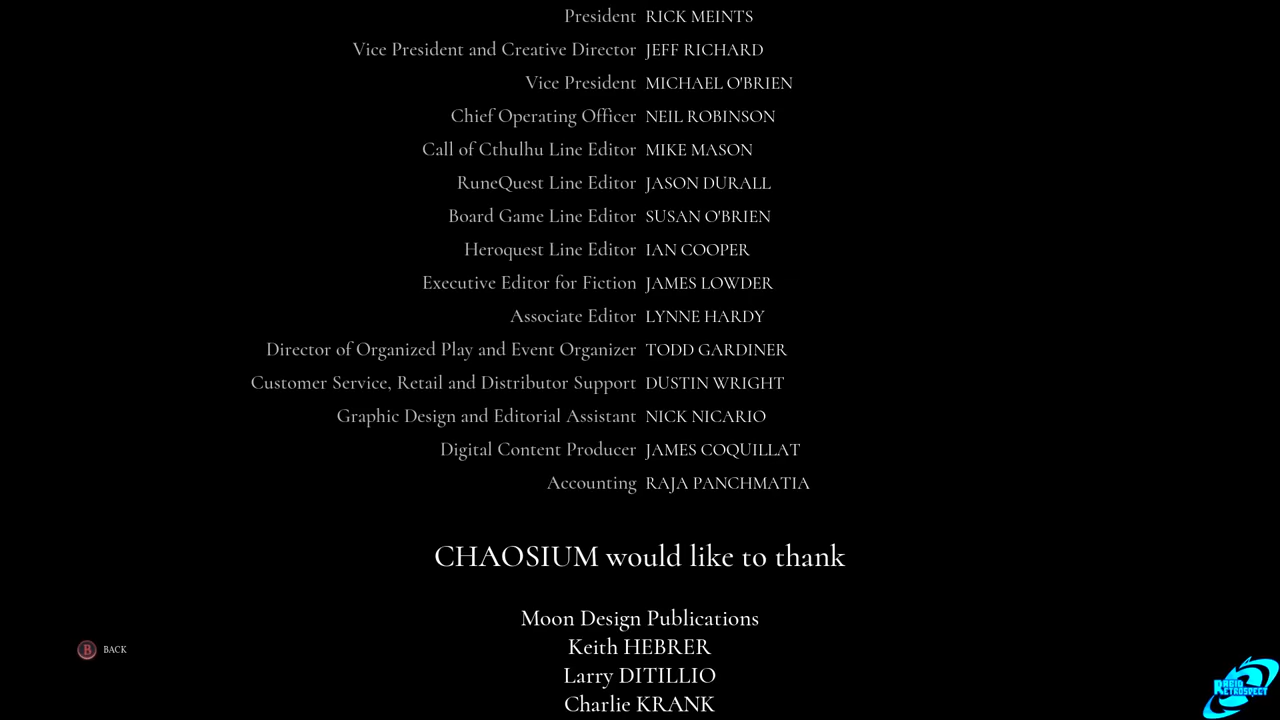 President RICK MEINTS
Vice President and Creative Director JEFF RICHARD
Vice President MICHAEL O'BRIEN
Chief Operating Officer NEIL ROBINSON
Call of Cthulhu Line Editor MIKE MASON
RuneQuest Line Editor JASON DURALL
Board Game Line Editor SUSAN O'BRIEN
Heroquest Line Editor IAN COOPER
Executive Editor for Fiction JAMES LOWDER
Associate Editor LYNNE HARDY
Director of Organized Play and Event Organizer TODD GARDINER
Customer Service, Retail and Distributor Support DUSTIN WRIGHT
Graphic Design and Editorial Assistant NICK NICARIO
Digital Content Producer JAMES COQUILLAT
Accounting RAJA PANCHMATIA
CHAOSIUM would like to thank
Moon Design Publications
Keith HEBRER
B BACK
Larry DITILLIO
Charlie KRANK
RETROSPECT